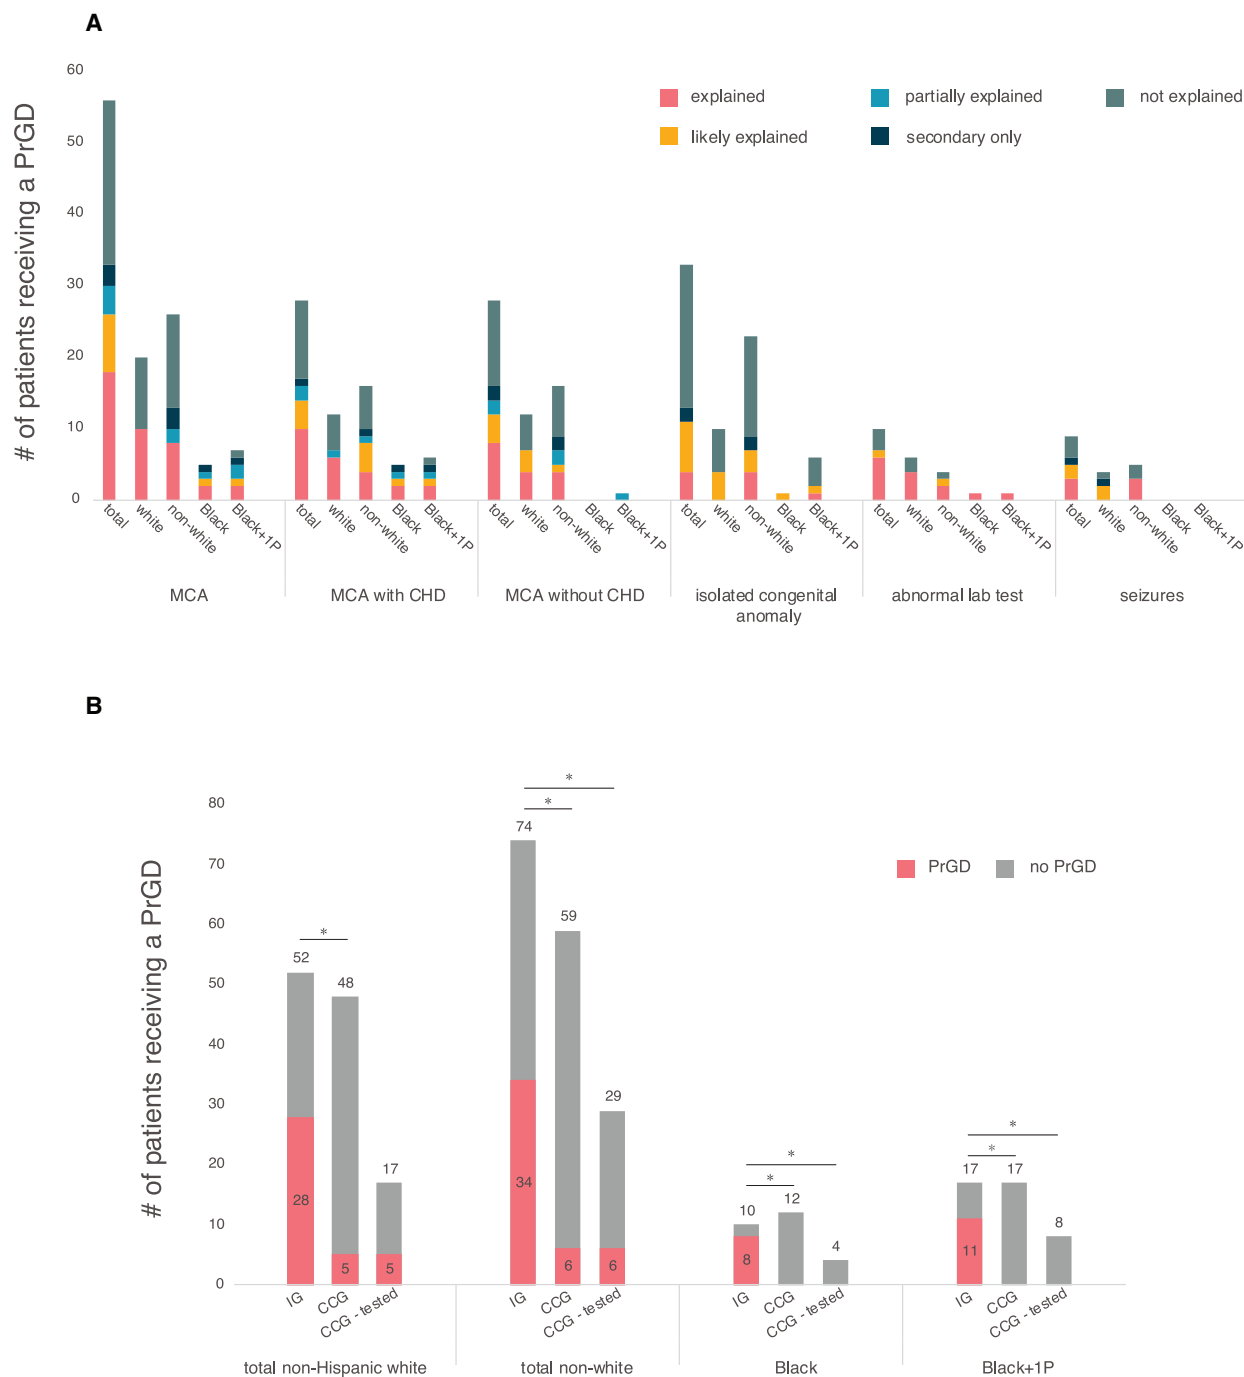 A
# of patients receiving a PrGD
60
50
40
30
20
10
0
explained
partially explained
not explained
likely explained
secondary only
total
white
non-white
Black
Black+1P
total
white
non-white
Black
Black+1P
total
white
non-white
Black
Black+1P
total
white
non-white
Black
Black+1P
total
white
non-white
Black
Black+1P
total
white
non-white
Black
Black+1P
MCA
MCA with CHD
MCA without CHD
isolated congenital
anomaly
abnormal lab test
seizures
B
# of patients receiving a PrGD
80
70
60
50
40
30
20
10
0
PrGD
no PrGD
*
52
48
17
28
5
5
*
*
74
59
29
34
6
6
*
*
10
12
4
8
*
*
17
17
8
11
IG
CCG
CCG - tested
IG
CCG
CCG - tested
IG
CCG
CCG - tested
IG
CCG
CCG - tested
total non-Hispanic white
total non-white
Black
Black+1P